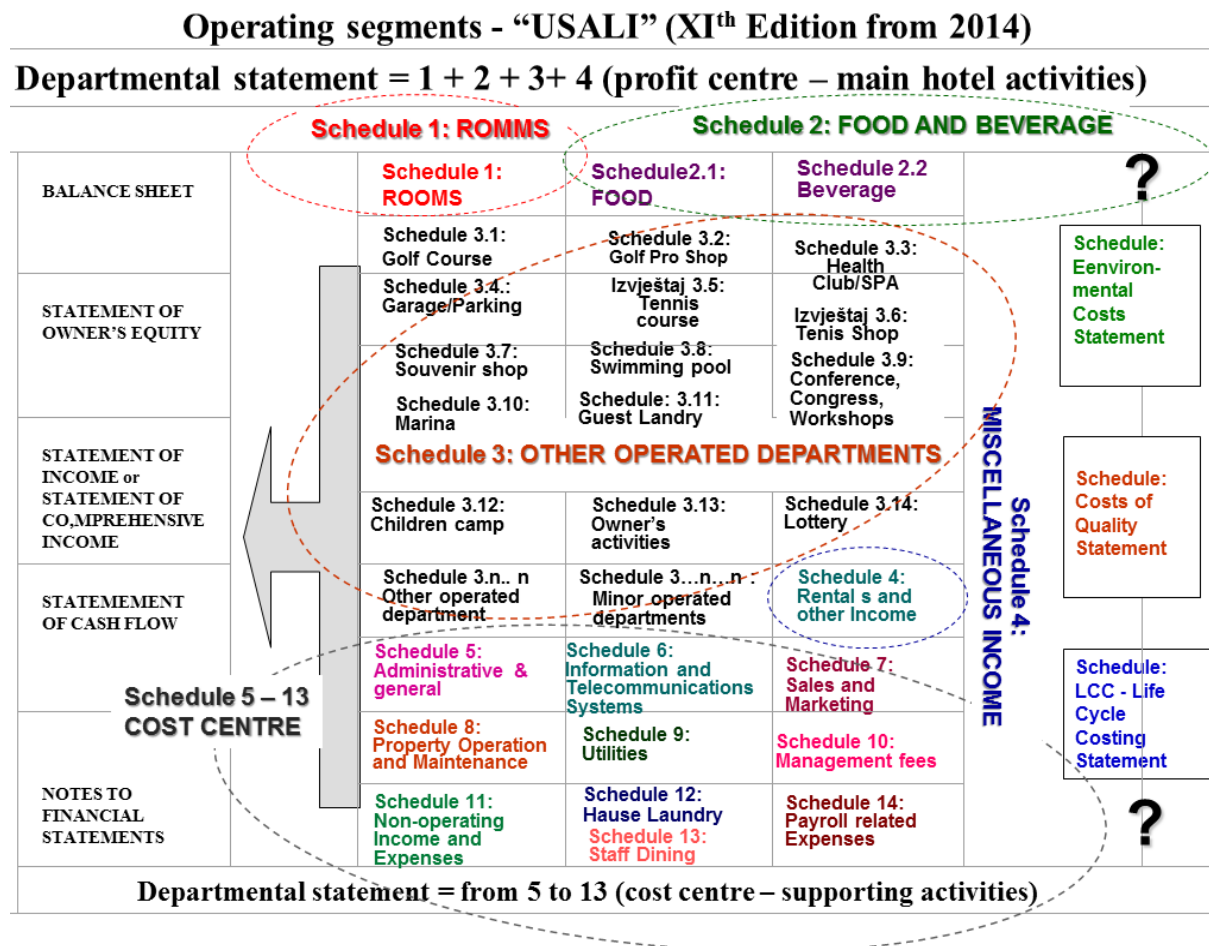 Operating segments - “USALI” (XIth Edition from 2014)
Departmental statement = 1 + 2 + 3+ 4 (profit centre – main hotel activities)
Schedule 1: ROMMS
Schedule 2: FOOD AND BEVERAGE
BALANCE SHEET
Schedule 1:
ROOMS
Schedule2.1:
FOOD
Schedule 2.2
Beverage
?
Schedule 3.1:
Golf Course
Schedule 3.2:
Golf Pro Shop
Schedule 3.3:
Health
Club/SPA
Schedule:
Eenviron-
mental
Costs
Statement
STATEMENT OF
OWNER’S EQUITY
Schedule 3.4.:
Garage/Parking
Izvještaj 3.5:
Tennis
course
Izvještaj 3.6:
Tenis Shop
Schedule 3.7:
Souvenir shop
Schedule 3.8:
Swimming pool
Schedule 3.9:
Conference,
Congress,
Workshops
Schedule 3.10:
Marina
Schedule: 3.11:
Guest Landry
Schedule 4:
MISCELLANEOUS INCOME
STATEMENT OF
INCOME or
STATEMENT OF
CO,MPREHENSIVE
INCOME
Schedule 3: OTHER OPERATED DEPARTMENTS
Schedule:
Costs of
Quality
Statement
Schedule 3.12:
Children camp
Schedule 3.13:
Owner’s
activities
Schedule 3.14:
Lottery
STATEMEMENT
OF CASH FLOW
Schedule 3.n.. n
Other operated
department
Schedule 3…n…n :
Minor operated
departments
Schedule 4:
Rental s and
other Income
Schedule 5 – 13
COST CENTRE
Schedule 5:
Administrative &
general
Schedule 6:
Information and
Telecommunications
Systems
Schedule 7:
Sales and
Marketing
Schedule:
LCC - Life
Cycle
Costing
Statement
Schedule 8:
Property Operation
and Maintenance
Schedule 9:
Utilities
Schedule 10:
Management fees
NOTES TO
FINANCIAL
STATEMENTS
Schedule 11:
Non-operating
Income and
Expenses
Schedule 12:
Hause Laundry
Schedule 13:
Staff Dining
Schedule 14:
Payroll related
Expenses
?
Departmental statement = from 5 to 13 (cost centre – supporting activities)